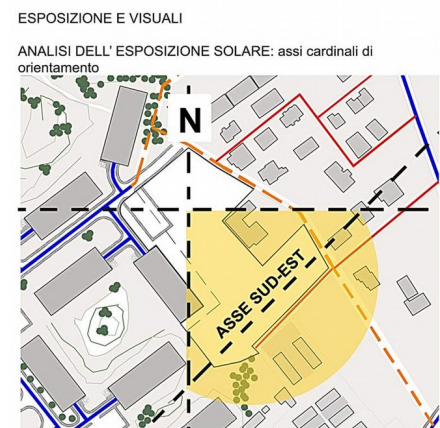 ESPOSIZIONE E VISUALI
ANALISI DELL' ESPOSIZIONE SOLARE: assi cardinali di
orientamento
N
ASSE SUD-EST